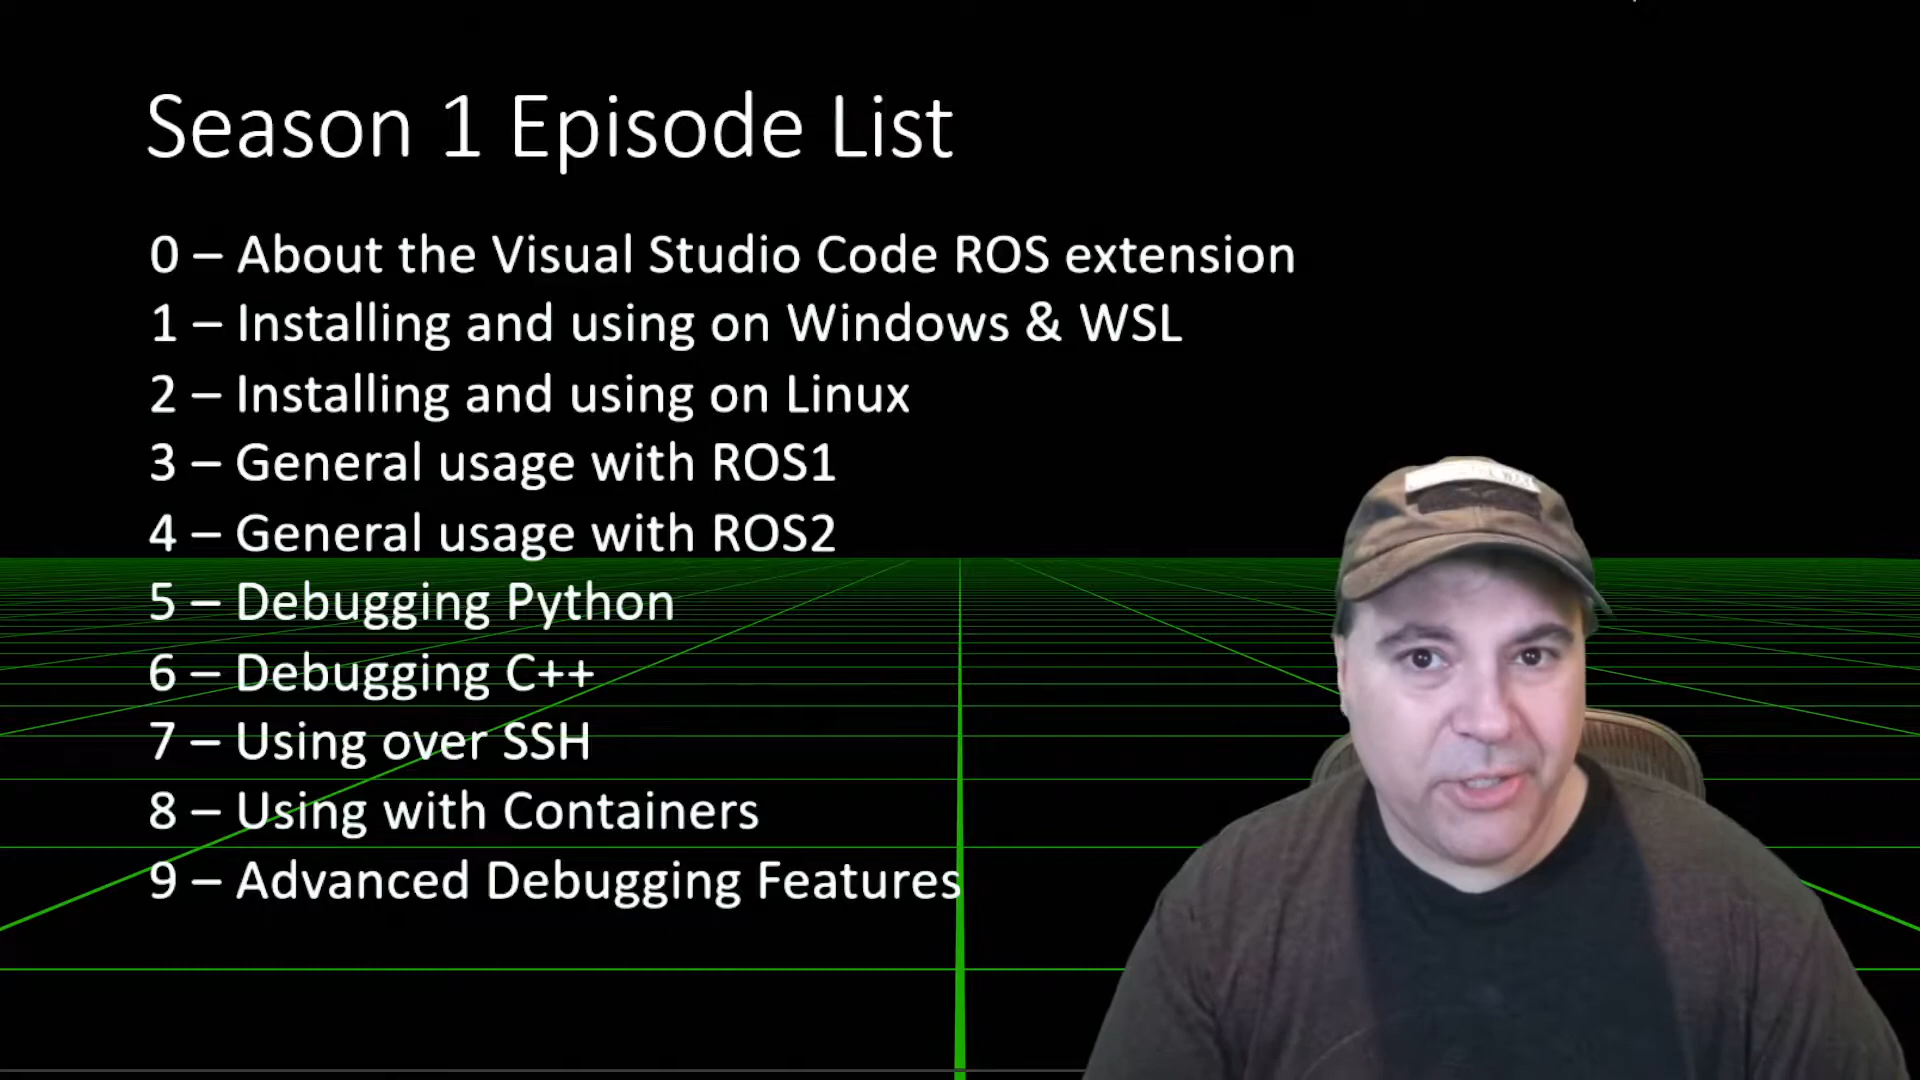 Season 1 Episode List
0 – About the Visual Studio Code ROS extension
1 – Installing and using on Windows & WSL
2 – Installing and using on Linux
3 – General usage with ROS1
4 – General usage with ROS2
5 – Debugging Python
6 – Debugging C++
7 – Using over SSH
8 – Using with Containers
9 – Advanced Debugging Features